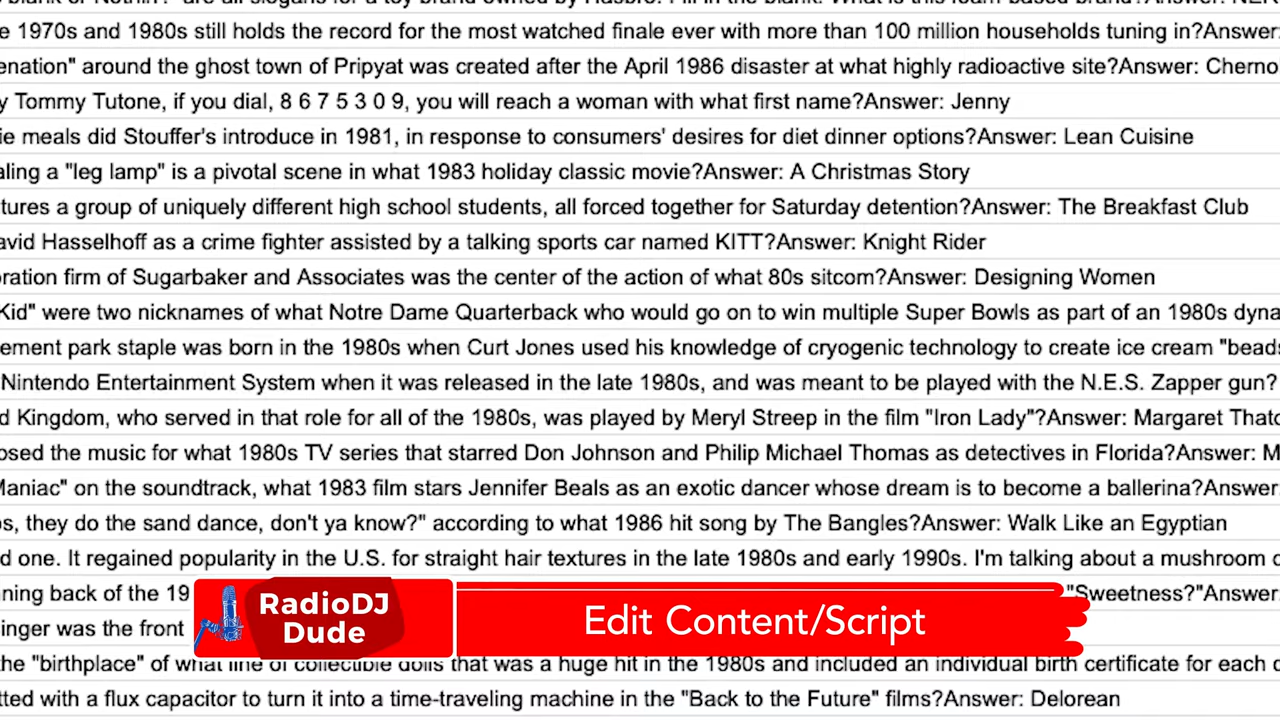 are all slogans for a toy brand owned by Hasbro. Fill in the blank. What is this foam-based brand?Answer: NER
e 1970s and 1980s still holds the record for the most watched finale ever with more than 100 million households tuning in?Answer:
enation" around the ghost town of Pripyat was created after the April 1986 disaster at what highly radioactive site?Answer: Cherno
y Tommy Tutone, if you dial, 8 6 7 5 3 0 9, you will reach a woman with what first name?Answer: Jenny
ie meals did Stouffer's introduce in 1981, in response to consumers' desires for diet dinner options?Answer: Lean Cuisine
aling a "leg lamp" is a pivotal scene in what 1983 holiday classic movie?Answer: A Christmas Story
tures a group of uniquely different high school students, all forced together for Saturday detention?Answer: The Breakfast Club
avid Hasselhoff as a crime fighter assisted by a talking sports car named KITT?Answer: Knight Rider
oration firm of Sugarbaker and Associates was the center of the action of what 80s sitcom?Answer: Designing Women
Kid" were two nicknames of what Notre Dame Quarterback who would go on to win multiple Super Bowls as part of an 1980s dyna
ement park staple was born in the 1980s when Curt Jones used his knowledge of cryogenic technology to create ice cream "beads
Nintendo Entertainment System when it was released in the late 1980s, and was meant to be played with the N.E.S. Zapper gun?
d Kingdom, who served in that role for all of the 1980s, was played by Meryl Streep in the film "Iron Lady"?Answer: Margaret Thatc
osed the music for what 1980s TV series that starred Don Johnson and Philip Michael Thomas as detectives in Florida?Answer: M
Maniac" on the soundtrack, what 1983 film stars Jennifer Beals as an exotic dancer whose dream is to become a ballerina?Answer:
os, they do the sand dance, don't ya know?" according to what 1986 hit song by The Bangles?Answer: Walk Like an Egyptian
d one. It regained popularity in the U.S. for straight hair textures in the late 1980s and early 1990s. I'm talking about a mushroom c
ning back of the 19 "Sweetness?"Answer:
inger was the front
the "birthplace" of what line of collectible dolls that was a huge hit in the 1980s and included an individual birth certificate for each d
tted with a flux capacitor to turn it into a time-traveling machine in the "Back to the Future" films?Answer: Delorean
RadioDJ
Dude
Edit Content/Script